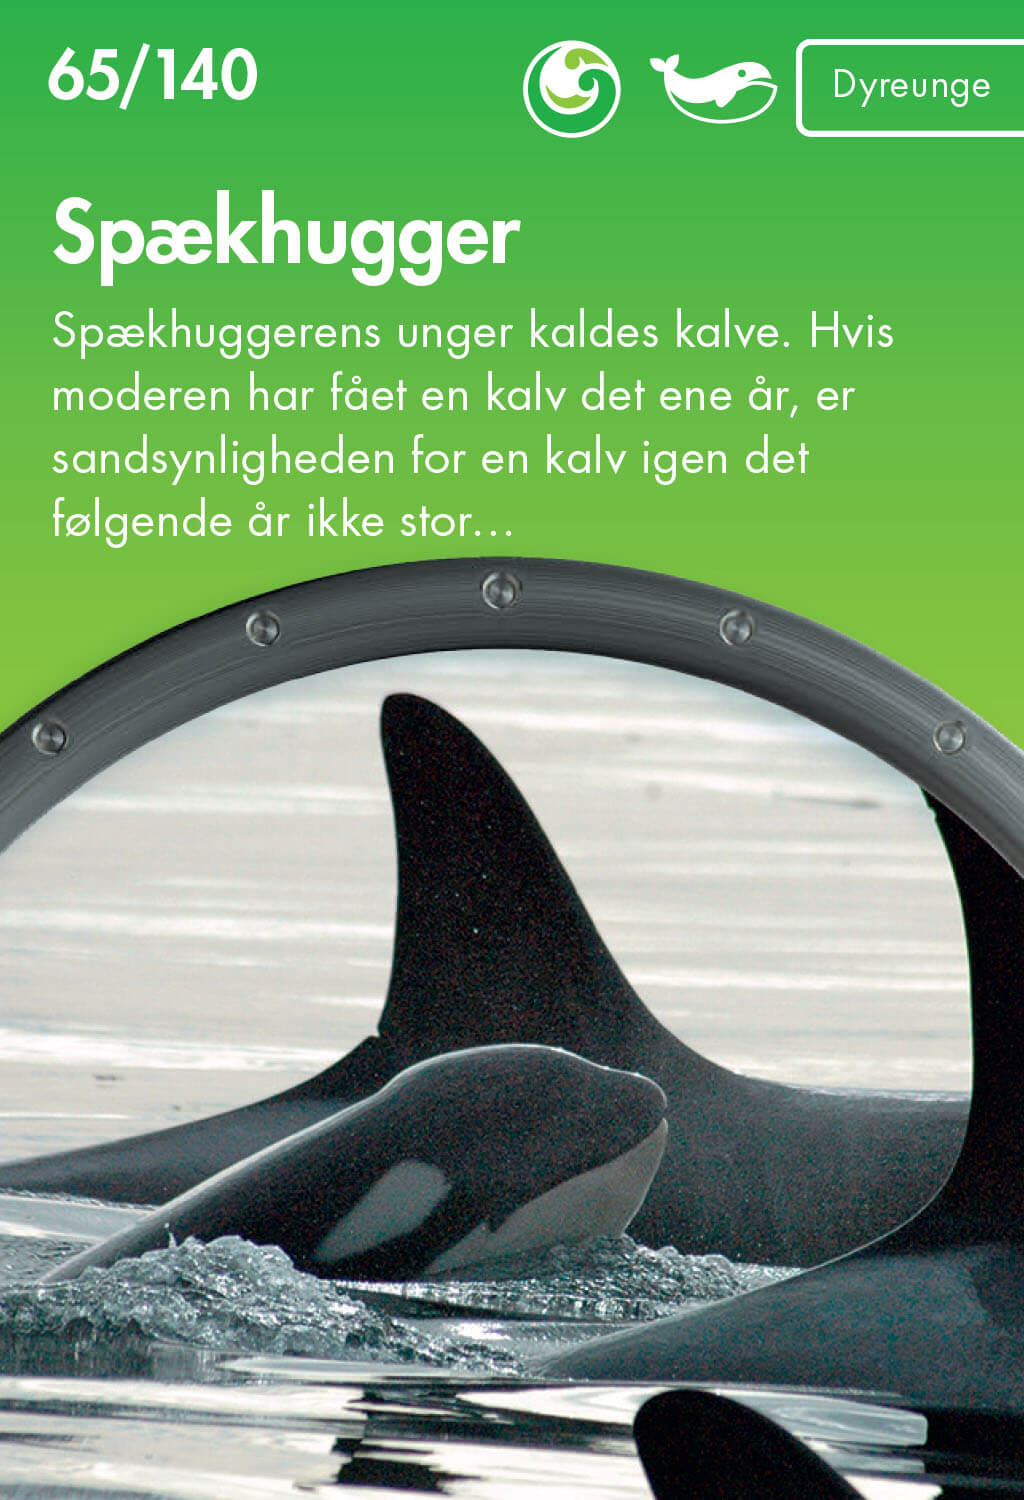 65/140
Dyreunge
Spækhugger
Spækhuggerens unger kaldes kalve. Hvis
moderen har fået en kalv det ene år, er
sandsynligheden for en kalv igen det
følgende år ikke stor...